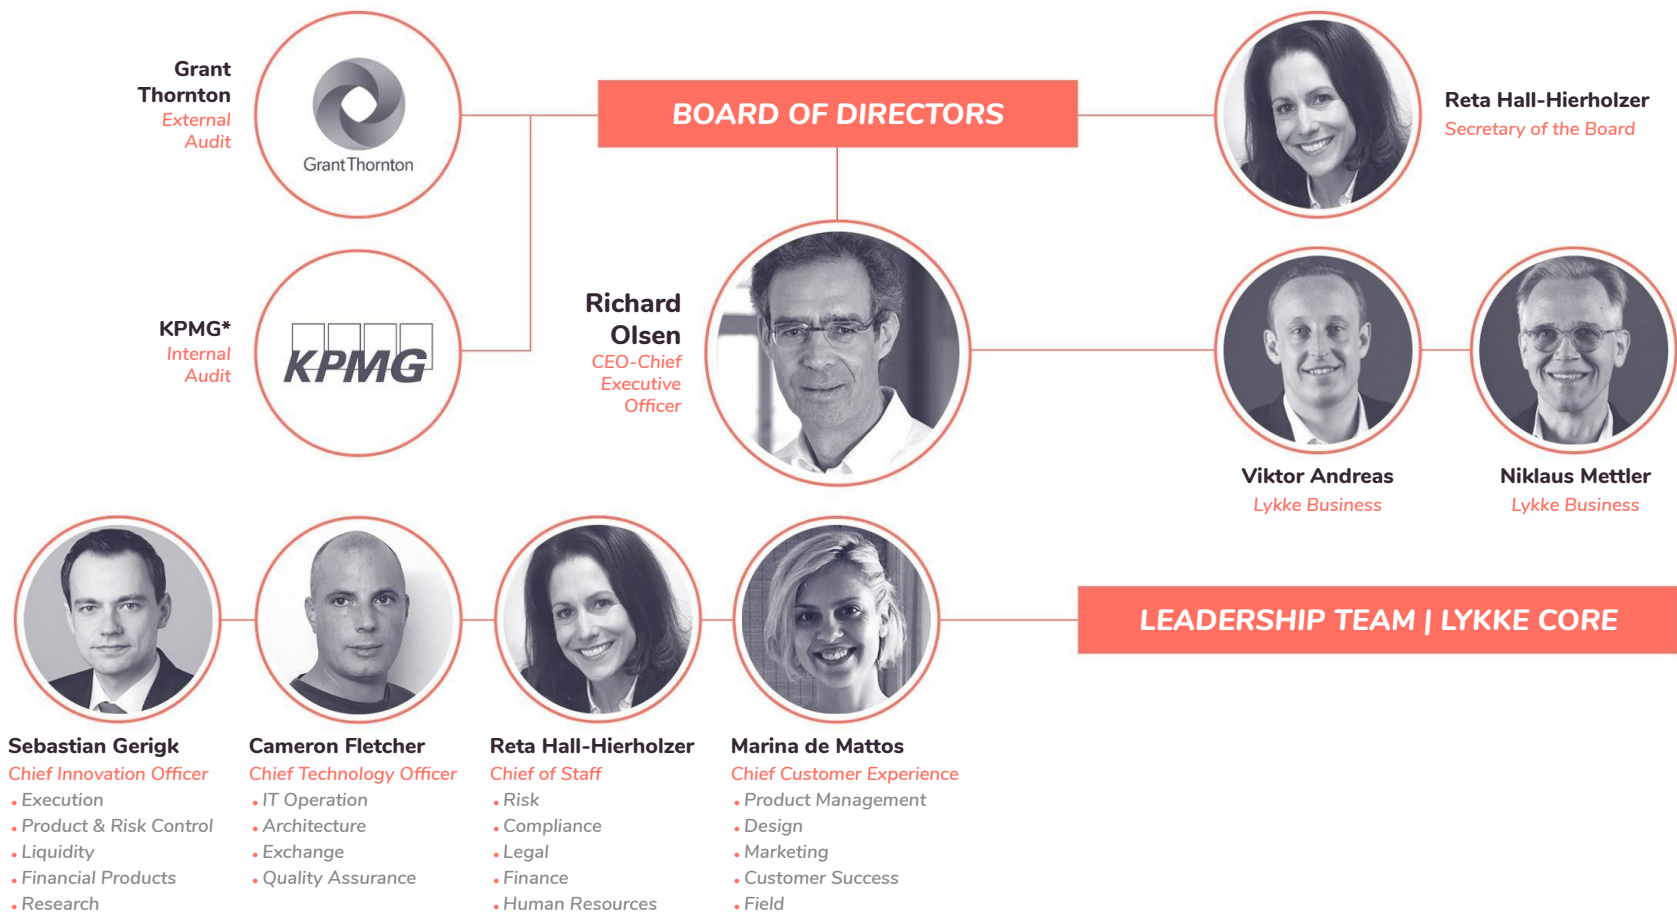 Grant
Thornton
External
Audit
GrantThornton
BOARD OF DIRECTORS
Reta Hall-Hierholzer
Secretary of the Board
KPMG*
Internal
Audit
KPMG
Richard
Olsen
CEO-Chief
Executive
Officer
Viktor Andreas
Lykke Business
Niklaus Mettler
Lykke Business
LEADERSHIP TEAM | LYKKE CORE
Sebastian Gerigk
Chief Innovation Officer
• Execution
• Product & Risk Control
• Liquidity
• Financial Products
• Research
Cameron Fletcher
Chief Technology Officer
• IT Operation
• Architecture
• Exchange
• Quality Assurance
Reta Hall-Hierholzer
Chief of Staff
• Risk
• Compliance
• Legal
• Finance
• Human Resources
Marina de Mattos
Chief Customer Experience
• Product Management
• Design
• Marketing
• Customer Success
• Field